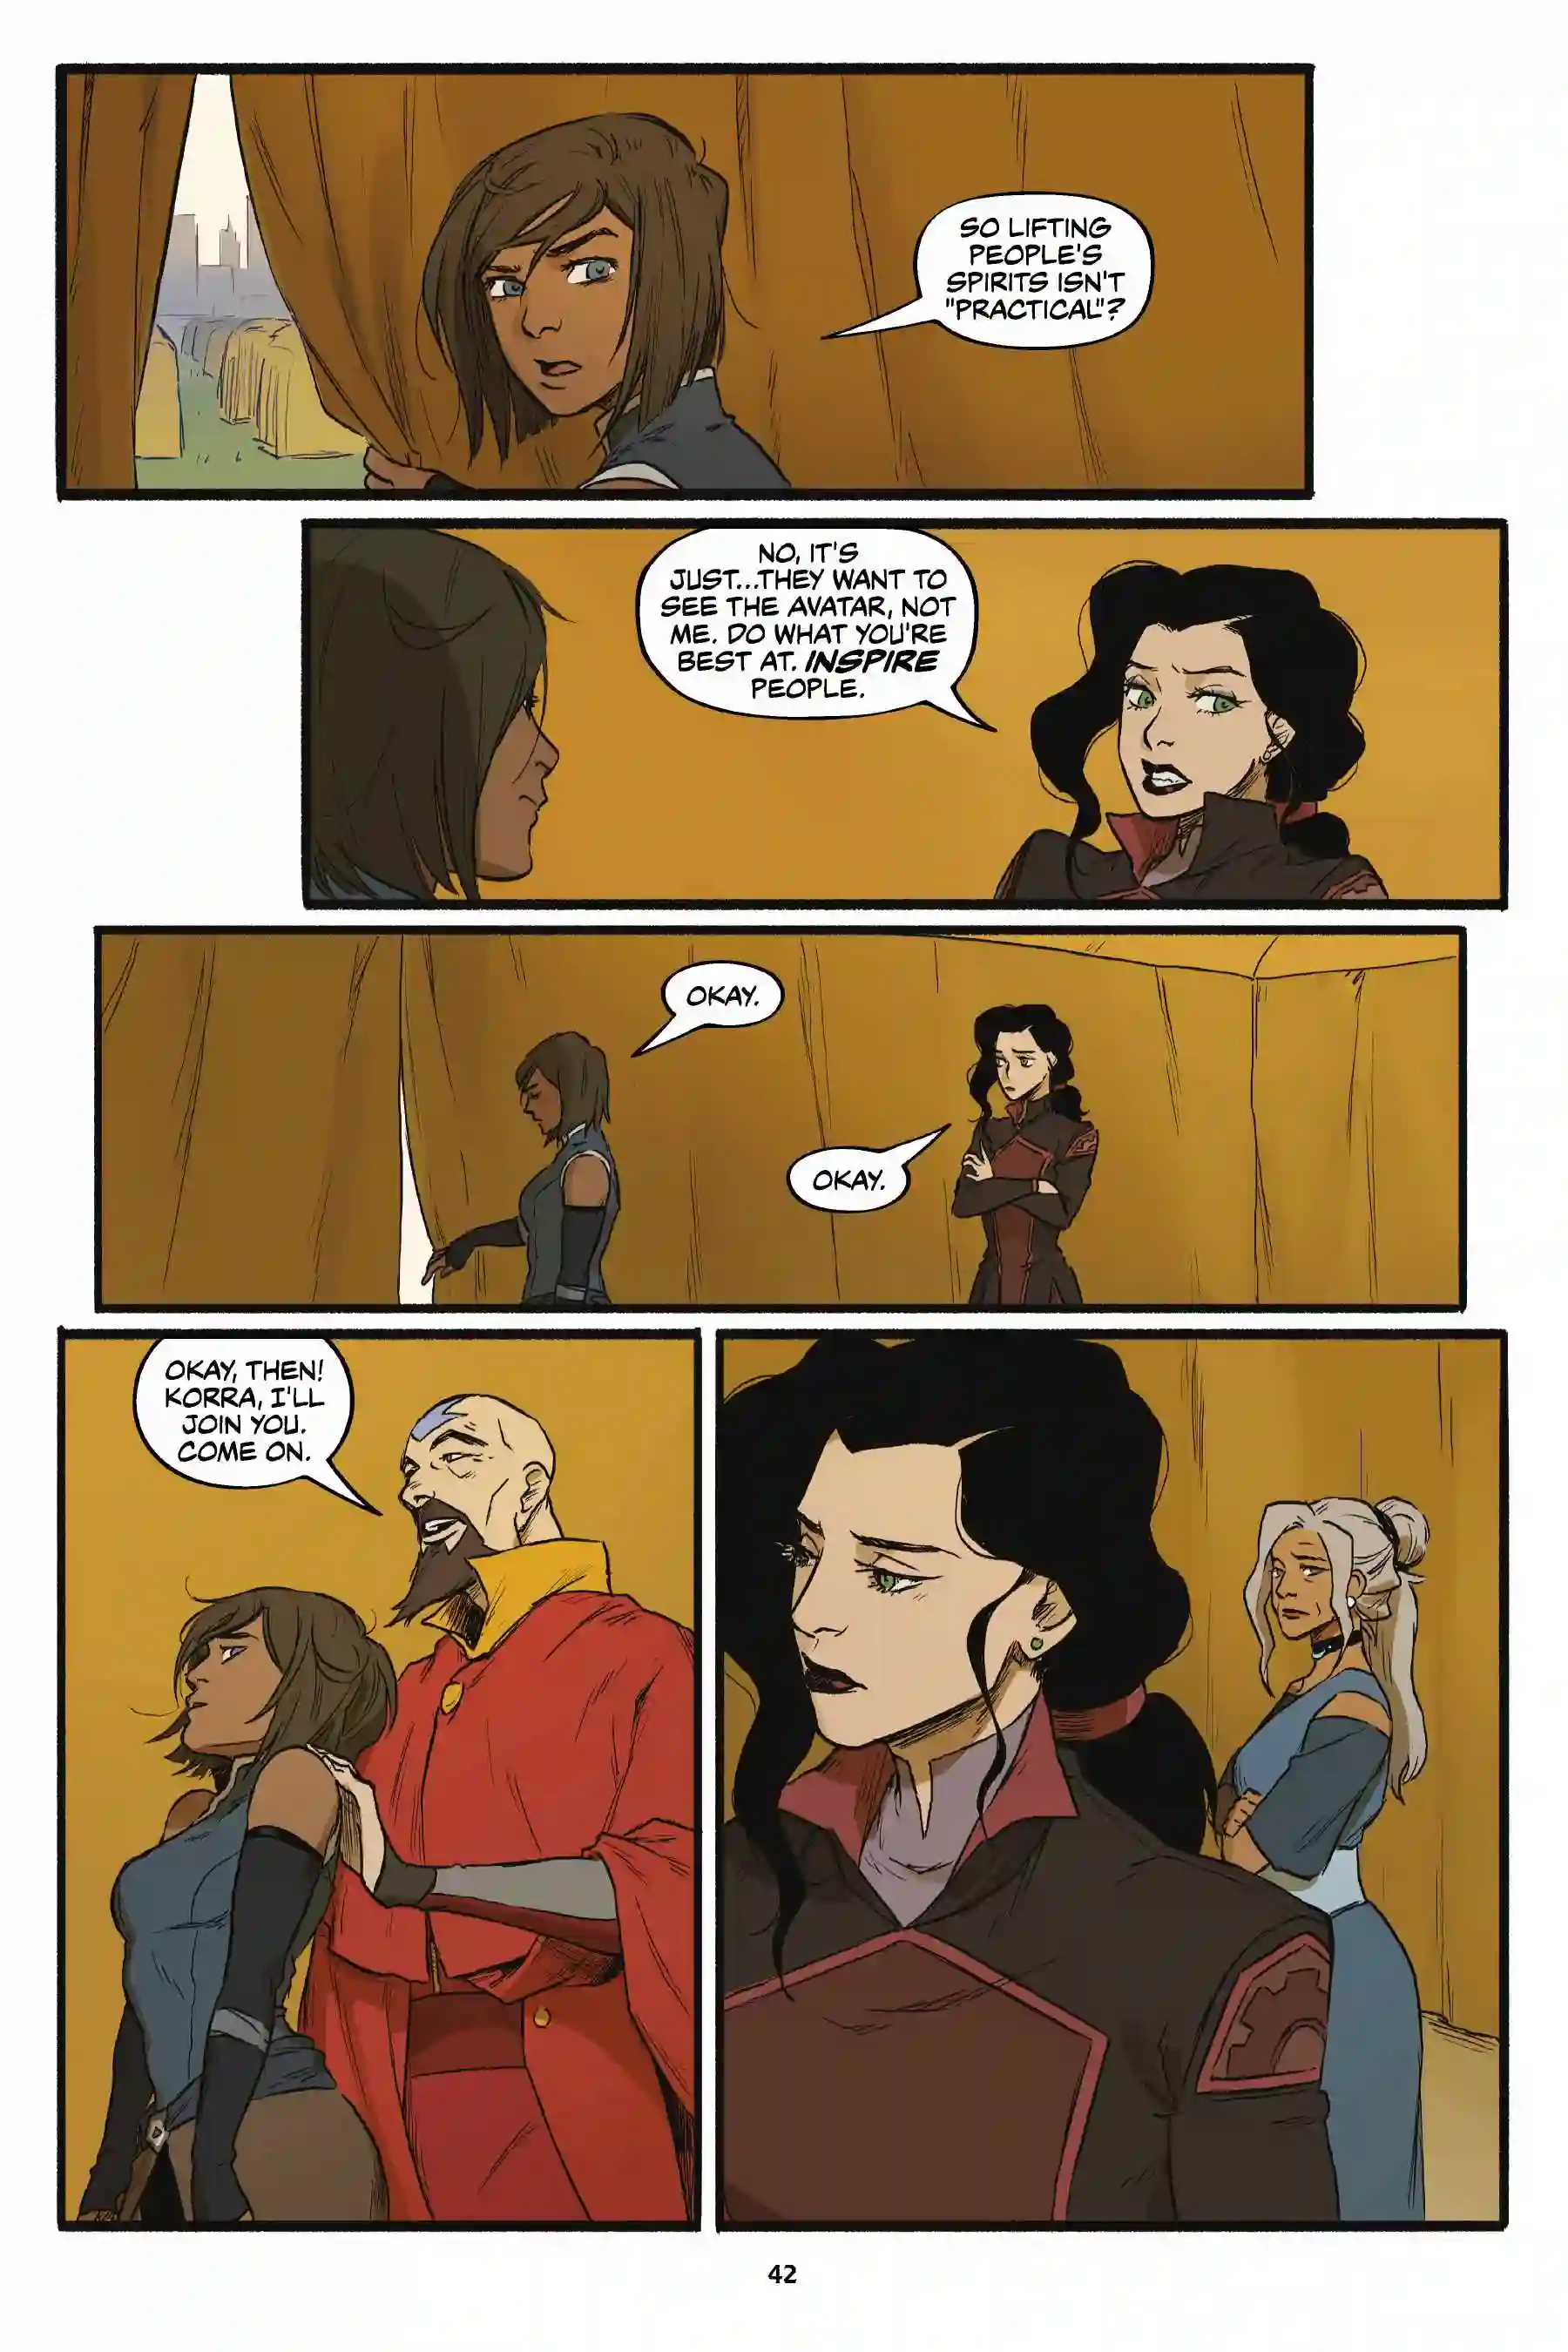 SO LIFTING
PEOPLE'S
SPIRITS ISN'T
"PRACTICAL"?
NO, IT'S
JUST...THEY WANT TO
SEE THE AVATAR, NOT
ME. DO WHAT YOU'RE
BEST AT. INSPIRE
PEOPLE.
OKAY.
OKAY.
OKAY, THEN!
KORRA, I'LL
JOIN YOU.
COME ON.
42